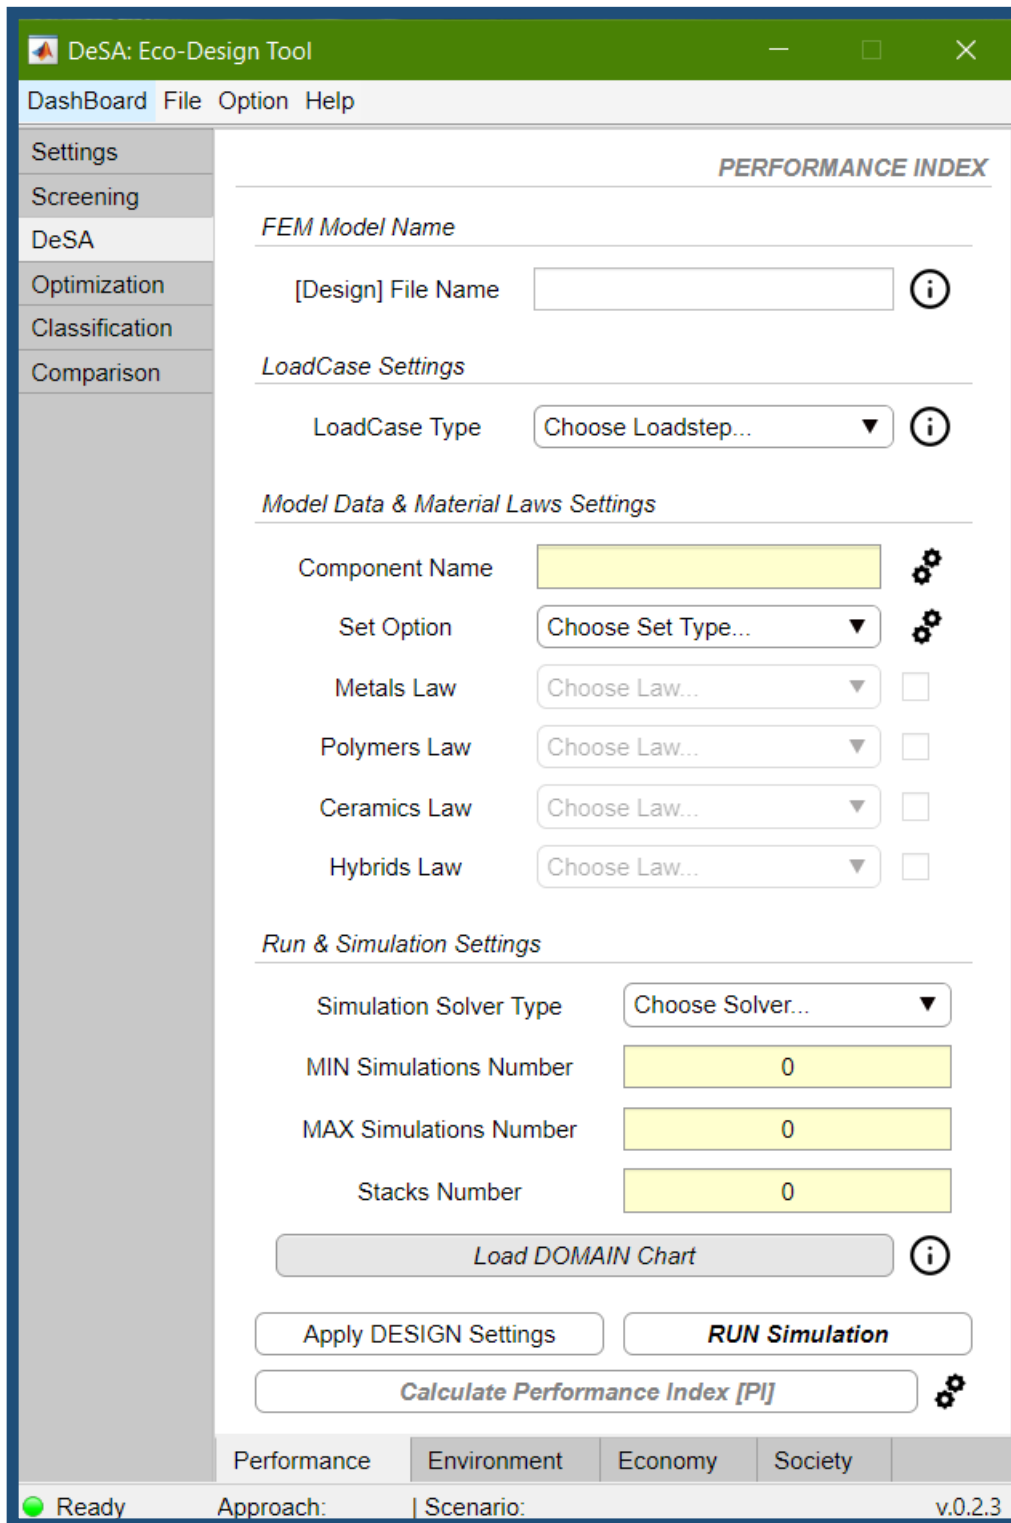 DeSA: Eco-Design Tool
DashBoard File Option Help
Settings
Screening
DeSA
Optimization
Classification
Comparison
PERFORMANCE INDEX
FEM Model Name
[Design] File Name
LoadCase Settings
LoadCase Type Choose Loadstep...
Model Data & Material Laws Settings
Component Name
Set Option Choose Set Type...
Metals Law Choose Law...
Polymers Law Choose Law...
Ceramics Law Choose Law...
Hybrids Law Choose Law...
Run & Simulation Settings
Simulation Solver Type Choose Solver...
MIN Simulations Number 0
MAX Simulations Number 0
Stacks Number 0
Load DOMAIN Chart
Apply DESIGN Settings RUN Simulation
Calculate Performance Index [PI]
Performance Environment Economy Society
Ready Approach: | Scenario: v.0.2.3